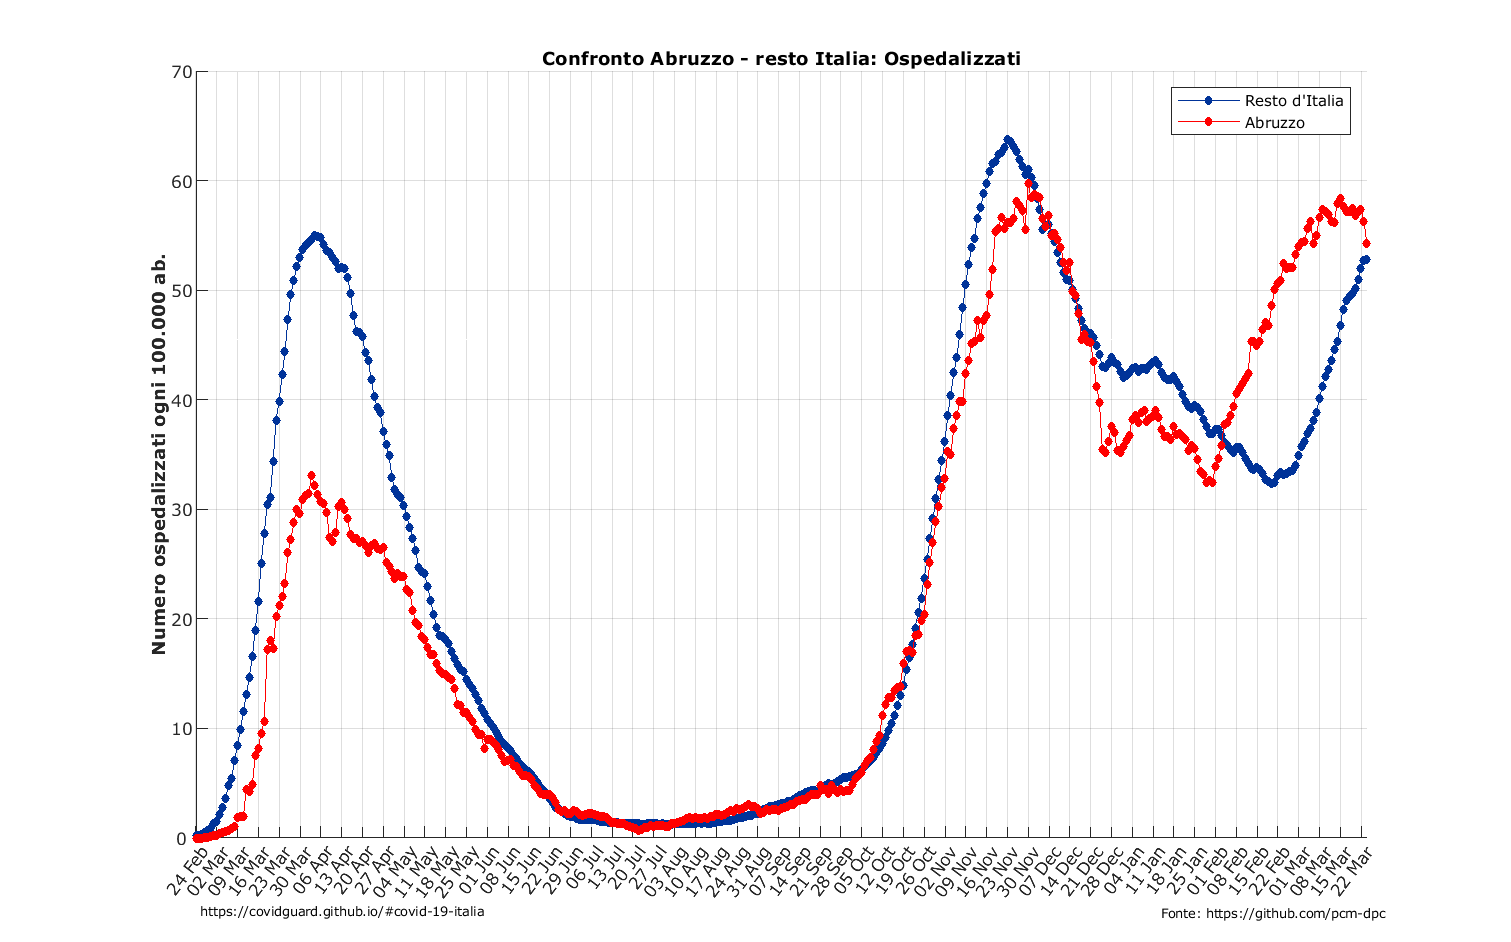 Confronto Abruzzo - resto Italia: Ospedalizzati
Numero ospedalizzati ogni 100.000 ab.
70
60
50
40
30
20
10
0
Resto d'Italia
Abruzzo
24 Feb
02 Mar
09 Mar
16 Mar
23 Mar
30 Mar
06 Apr
13 Apr
20 Apr
27 Apr
04 May
11 May
18 May
25 May
01 Jun
08 Jun
15 Jun
22 Jun
29 Jun
06 Jul
13 Jul
20 Jul
27 Jul
03 Aug
10 Aug
17 Aug
24 Aug
31 Aug
07 Sep
14 Sep
21 Sep
28 Sep
05 Oct
12 Oct
19 Oct
26 Oct
02 Nov
09 Nov
16 Nov
23 Nov
30 Nov
07 Dec
14 Dec
21 Dec
28 Dec
04 Jan
11 Jan
18 Jan
25 Jan
01 Feb
08 Feb
15 Feb
22 Feb
01 Mar
08 Mar
15 Mar
22 Mar
https://covidguard.github.io/#covid-19-italia
Fonte: https://github.com/pcm-dpc